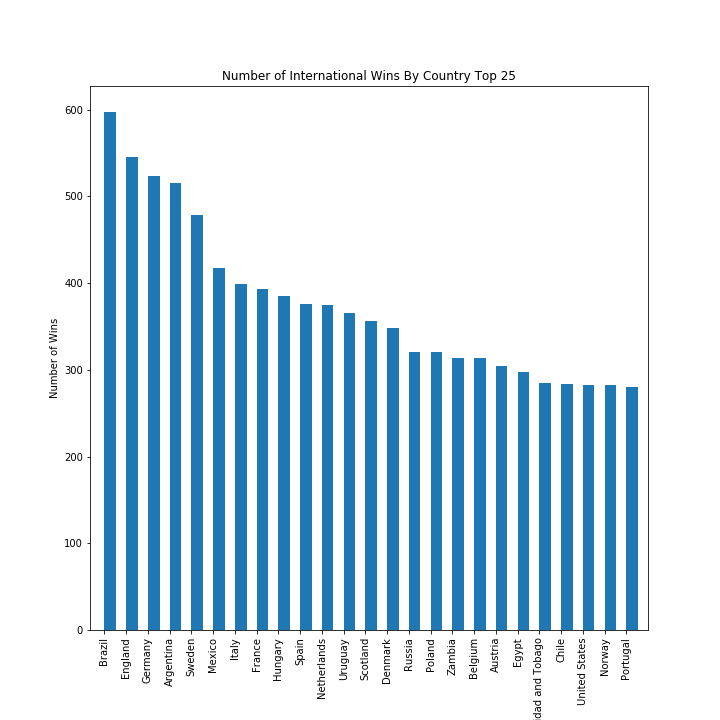 Number of International Wins By Country Top 25
Number of Wins
600
500
400
300
200
100
0
Brazil
England
Germany
Argentina
Sweden
Mexico
Italy
France
Hungary
Spain
Netherlands
Uruguay
Scotland
Denmark
Russia
Poland
Zambia
Belgium
Austria
Egypt
idad and Tobago
Chile
United States
Norway
Portugal